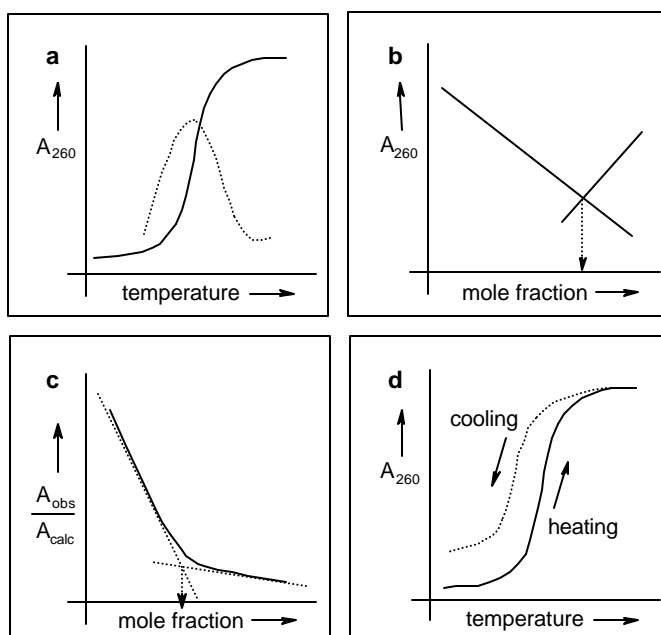 a
A260
temperature
b
A260
mole fraction
c
Aobs
Acalc
mole fraction
d
cooling
A260
heating
temperature